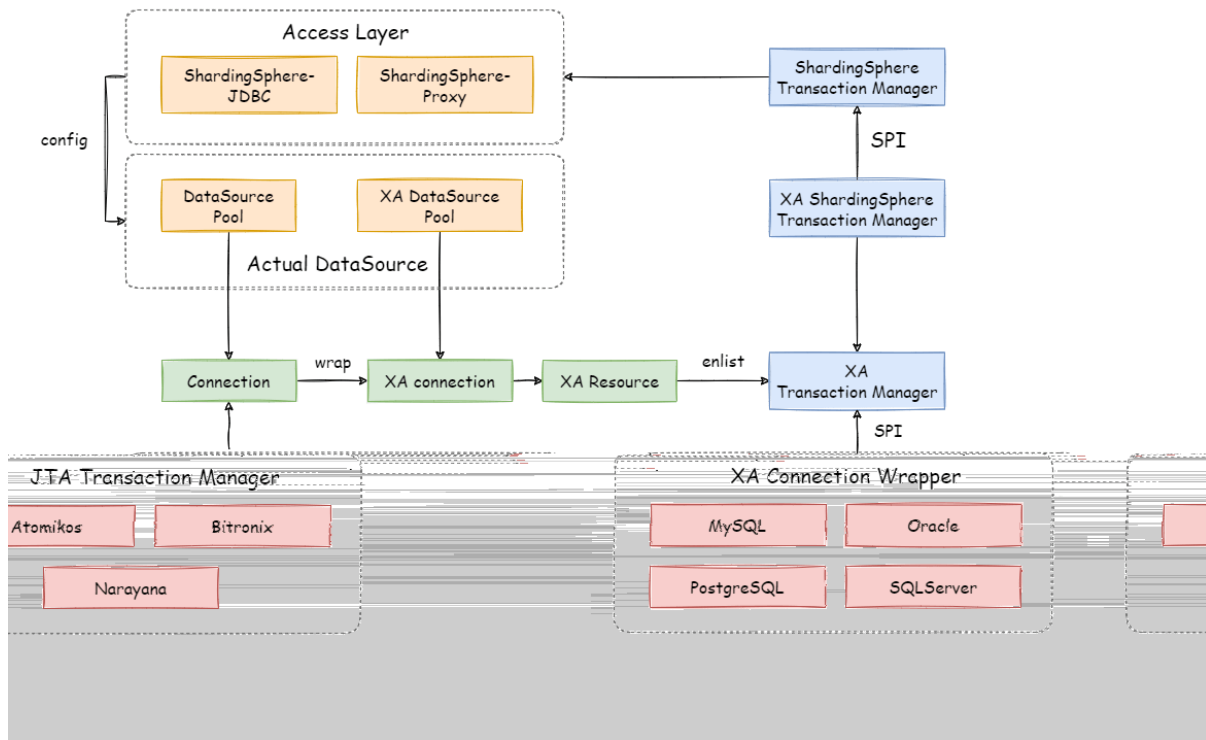 Access Layer
ShardingSphere-
JDBC
ShardingSphere-
Proxy
ShardingSphere
Transaction Manager
config
SPI
DataSource
Pool
XA DataSource
Pool
XA ShardingSphere
Transaction Manager
Actual DataSource
Connection
wrap
XA connection
XA Resource
enlist
XA
Transaction Manager
SPI
JTA Transaction Manager
Atomikos
Bitronix
Narayana
XA Connection Wrapper
MySQL
Oracle
PostgreSQL
SQLServer